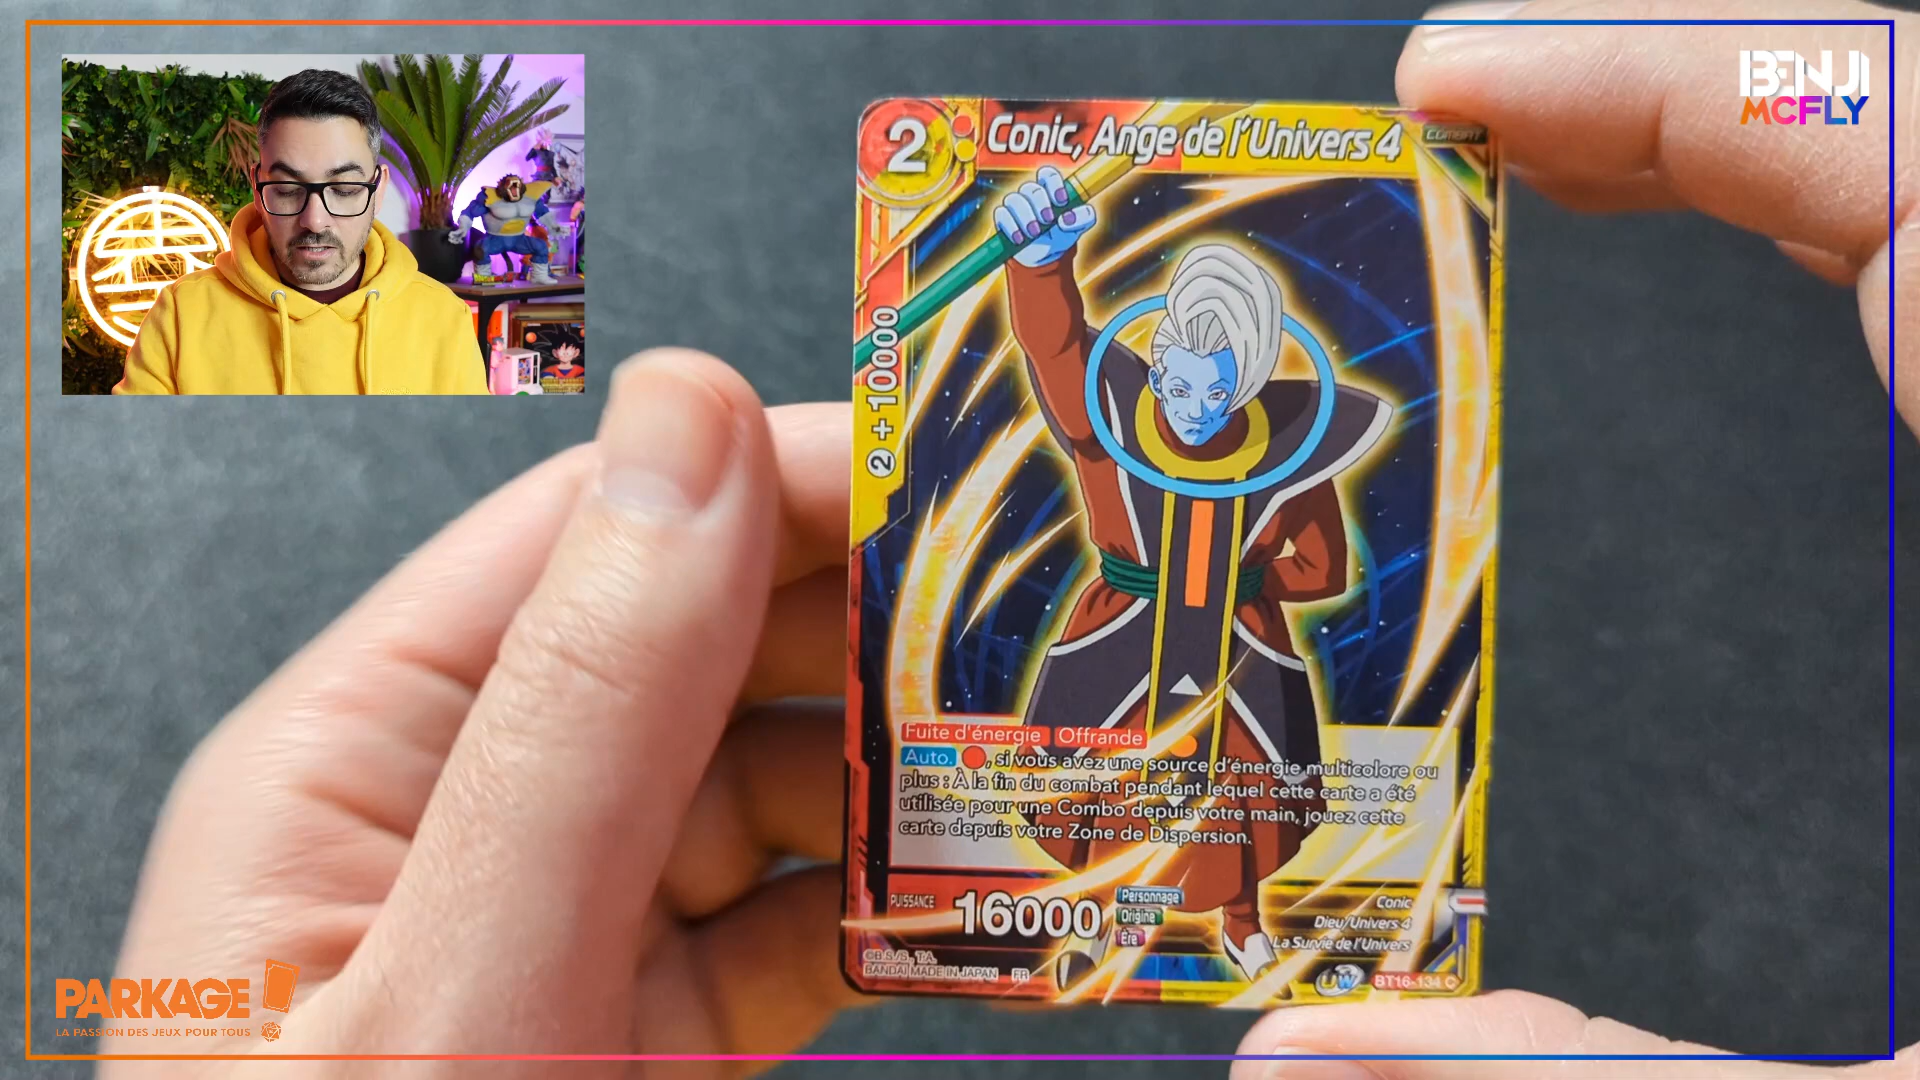 BENJI
MCFLY
2
Conic, Ange de l'Univers 4
COMBAT
2 + 10000
Fuite d'énergie Offrande
Auto. , si vous avez une source d'énergie multicolore ou
plus : À la fin du combat pendant lequel cette carte a été
utilisée pour une Combo depuis votre main, jouez cette
carte depuis votre Zone de Dispersion.
PUISSANCE
16000
Personnage
Origine
Ère
Conic
Dieu/Univers 4
La Survie de l'Univers
©B.S./S., T.A.
BANDAI MADE IN JAPAN FR
UW
BT16-134 C
PARKAGE
LA PASSION DES JEUX POUR TOUS